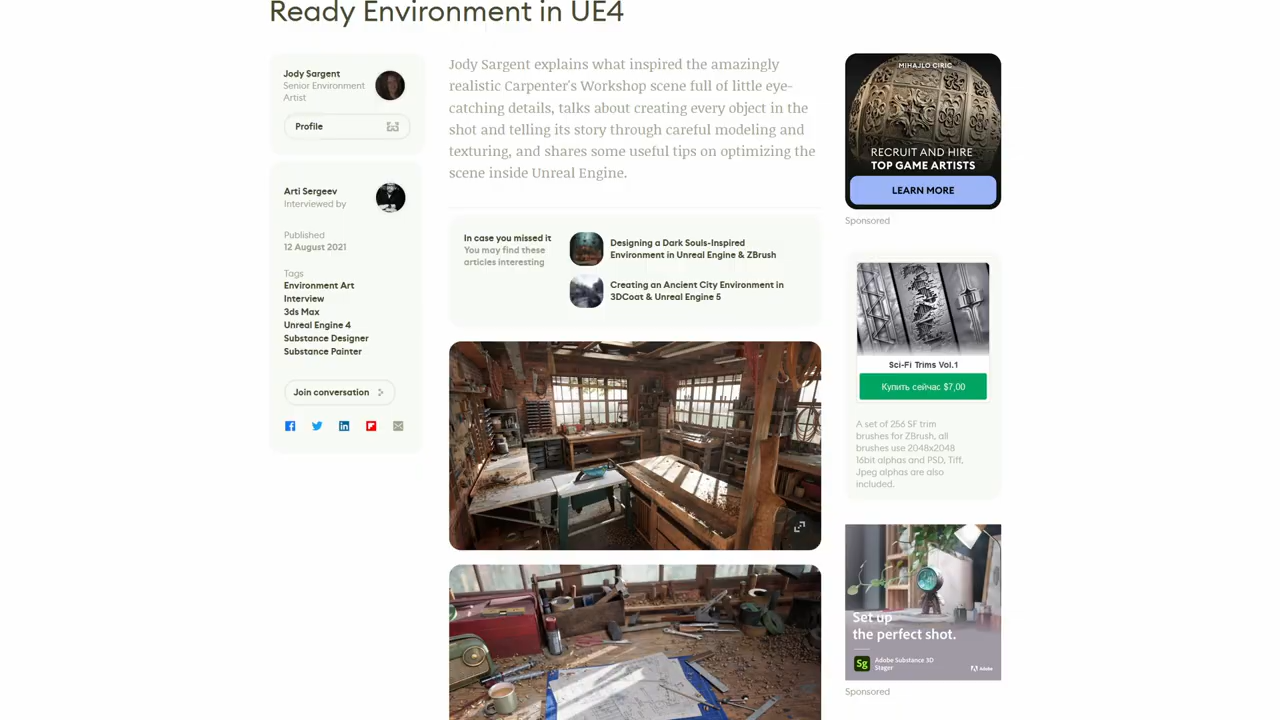 Ready Environment in UE4
Jody Sargent
Senior Environment
Artist
Profile
Arti Sergeev
Interviewed by
Published
12 August 2021
Tags
Environment Art
Interview
3ds Max
Unreal Engine 4
Substance Designer
Substance Painter
Join conversation
Jody Sargent explains what inspired the amazingly
realistic Carpenter's Workshop scene full of little eye-
catching details, talks about creating every object in the
shot and telling its story through careful modeling and
texturing, and shares some useful tips on optimizing the
scene inside Unreal Engine.
In case you missed it
You may find these
articles interesting
Designing a Dark Souls-Inspired
Environment in Unreal Engine & ZBrush
Creating an Ancient City Environment in
3DCoat & Unreal Engine 5
MIHAJLO CIRIC
RECRUIT AND HIRE
TOP GAME ARTISTS
LEARN MORE
Sponsored
Sci-Fi Trims Vol.1
Купить сейчас $7,00
A set of 256 SF trim
brushes for ZBrush, all
brushes use 2048x2048
16bit alphas and PSD, Tiff,
Jpeg alphas are also
included.
Set up
the perfect shot.
Sg
Adobe Substance 3D
Stager
Adobe
Sponsored